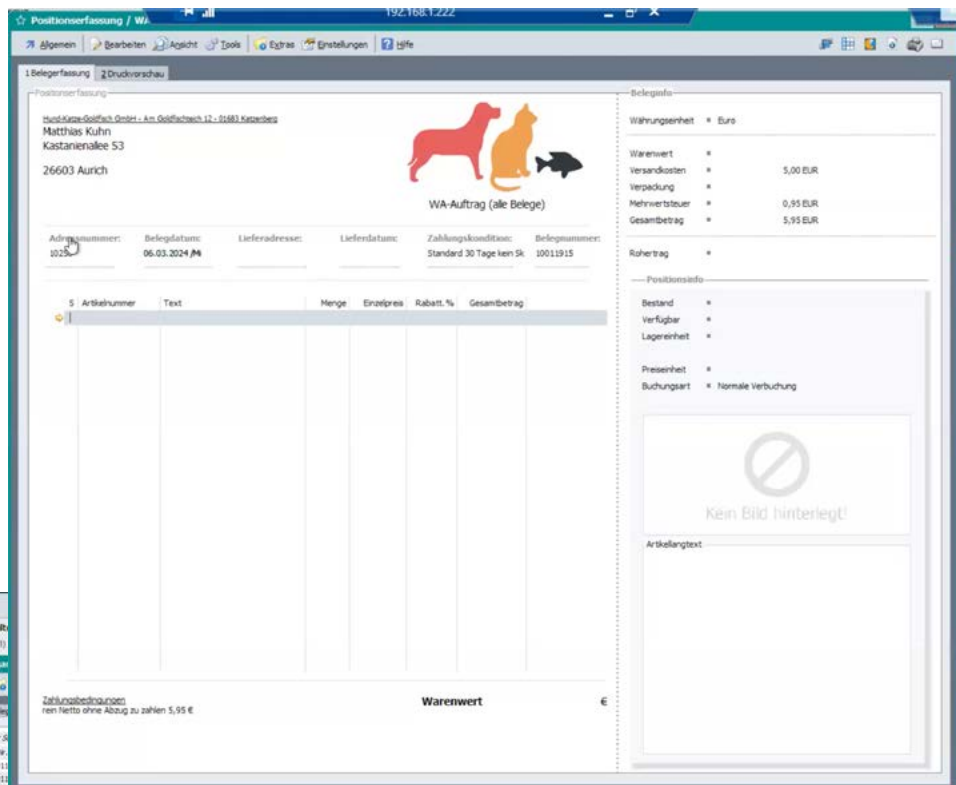 Positionserfassung / WA
192.168.1.222
Allgemein Bearbeiten Ansicht Tools Extras Einstellungen Hilfe
1 Belegerfassung 2 Druckvorschau
Positionserfassung
Hund-Katze-Goldfisch GmbH - Am Goldfischteich 12 - 01683 Katzenberg
Matthias Kuhn
Kastanienallee 53
26603 Aurich
WA-Auftrag (alle Belege)
Adressnummer: Belegdatum: Lieferadresse: Lieferdatum: Zahlungskondition: Belegnummer:
06.03.2024 /Mi Standard 30 Tage kein Sk 10011915
S Artikelnummer Text Menge Einzelpreis Rabatt. % Gesamtbetrag
Zahlungsbedingungen
rein Netto ohne Abzug zu zahlen 5,95 €
Warenwert €
Beleginfo
Währungseinheit Euro
Warenwert
Versandkosten 5,00 EUR
Verpackung
Mehrwertsteuer 0,95 EUR
Gesamtbetrag 5,95 EUR
Rohertrag
Positionsinfo
Bestand
Verfügbar
Lagereinheit
Preiseinheit
Buchungsart Normale Verbuchung
Kein Bild hinterlegt!
Artikellangtext